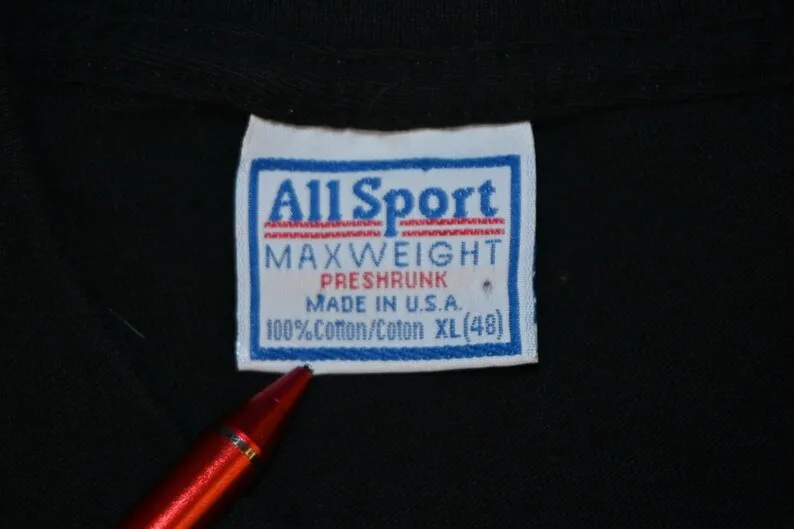 All Sport
MAXWEIGHT
PRESHRUNK
MADE IN U.S.A.
100% Cotton/Coton XL(48)